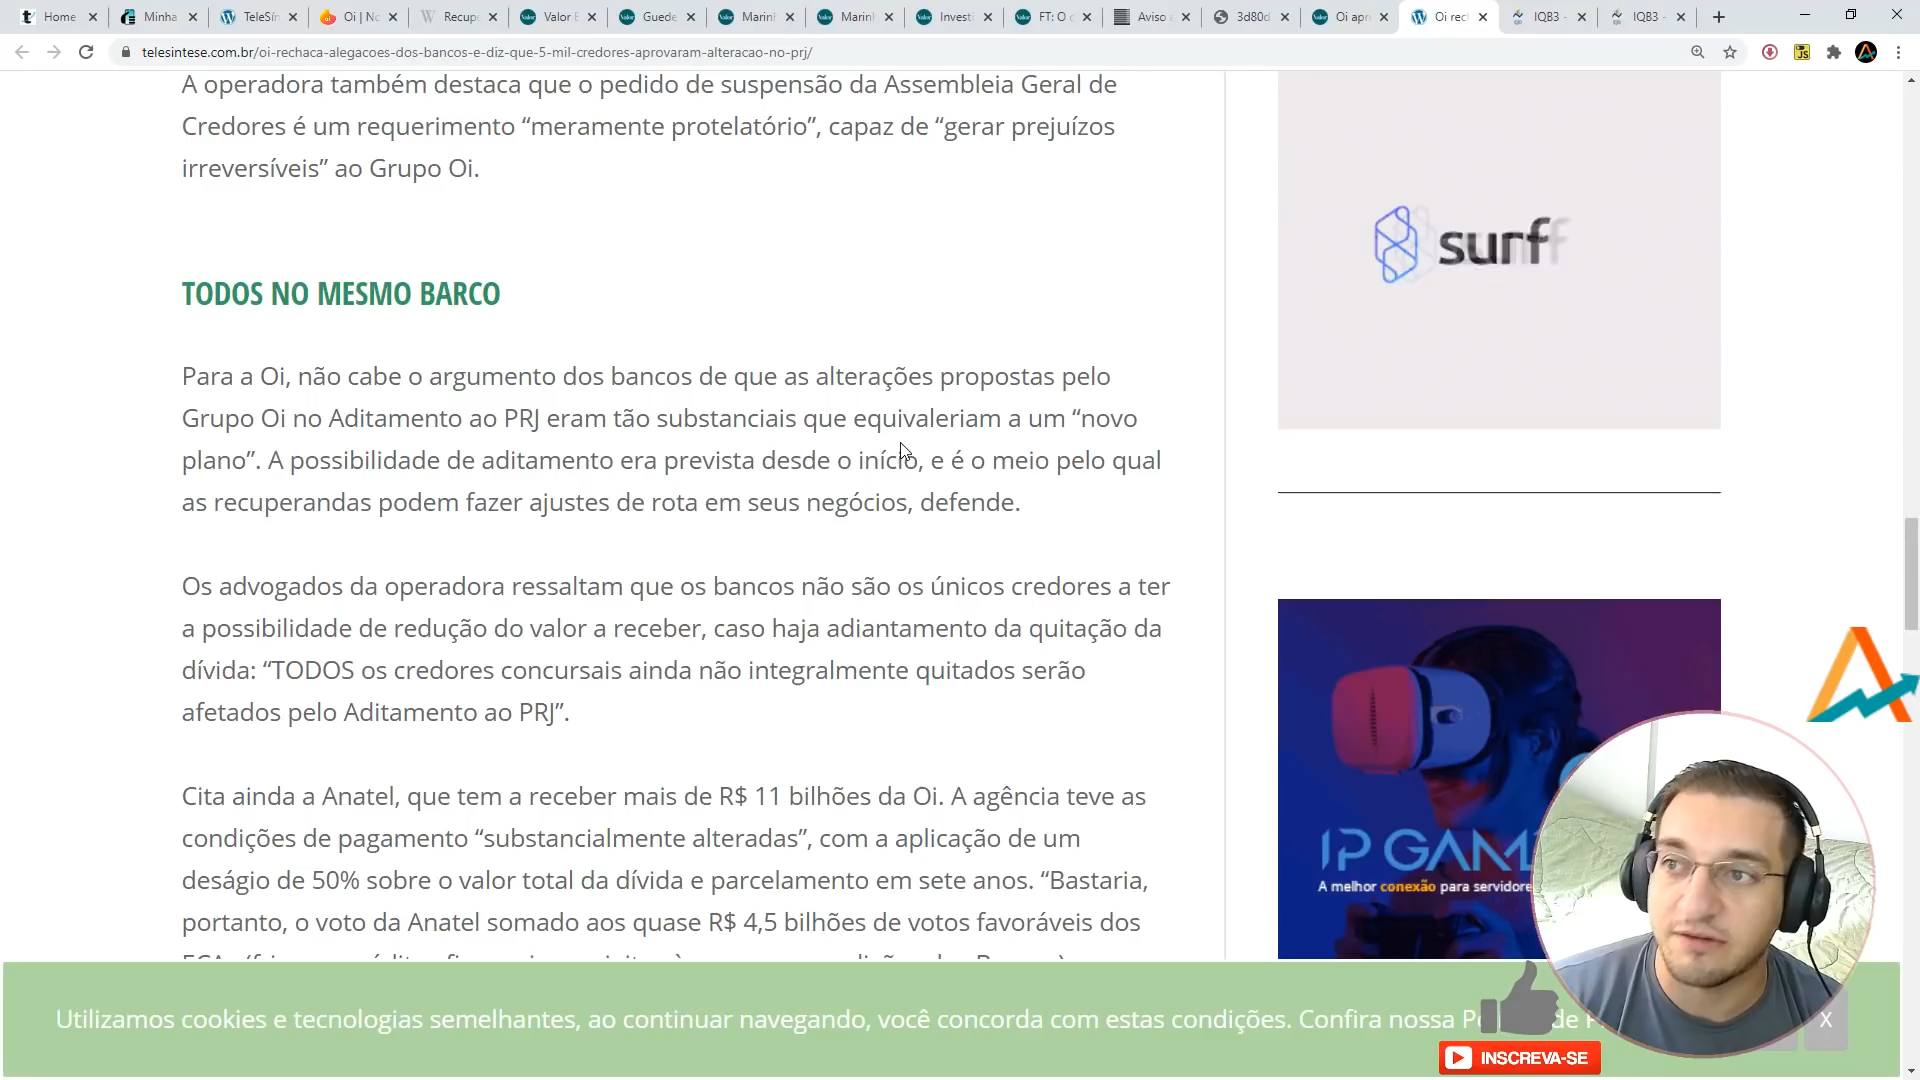 Home
Minha
TeleSín
Oi | No
Recupe
Valor E
Guede
Marinh
Marinh
Investi
FT: O c
Aviso a
3d80d
Oi apr
Oi rech
IQB3 -
IQB3 -
telesintese.com.br/oi-rechaca-alegacoes-dos-bancos-e-diz-que-5-mil-credores-aprovaram-alteracao-no-prj/
A operadora também destaca que o pedido de suspensão da Assembleia Geral de
Credores é um requerimento “meramente protelatório”, capaz de “gerar prejuízos
irreversíveis” ao Grupo Oi.
TODOS NO MESMO BARCO
Para a Oi, não cabe o argumento dos bancos de que as alterações propostas pelo
Grupo Oi no Aditamento ao PRJ eram tão substanciais que equivaleriam a um “novo
plano”. A possibilidade de aditamento era prevista desde o início, e é o meio pelo qual
as recuperandas podem fazer ajustes de rota em seus negócios, defende.
Os advogados da operadora ressaltam que os bancos não são os únicos credores a ter
a possibilidade de redução do valor a receber, caso haja adiantamento da quitação da
dívida: “TODOS os credores concursais ainda não integralmente quitados serão
afetados pelo Aditamento ao PRJ”.
Cita ainda a Anatel, que tem a receber mais de R$ 11 bilhões da Oi. A agência teve as
condições de pagamento “substancialmente alteradas”, com a aplicação de um
deságio de 50% sobre o valor total da dívida e parcelamento em sete anos. “Bastaria,
portanto, o voto da Anatel somado aos quase R$ 4,5 bilhões de votos favoráveis dos
surf
IP GAM
A melhor conexão para servidore
Utilizamos cookies e tecnologias semelhantes, ao continuar navegando, você concorda com estas condições. Confira nossa Po de P
X
INSCREVA-SE